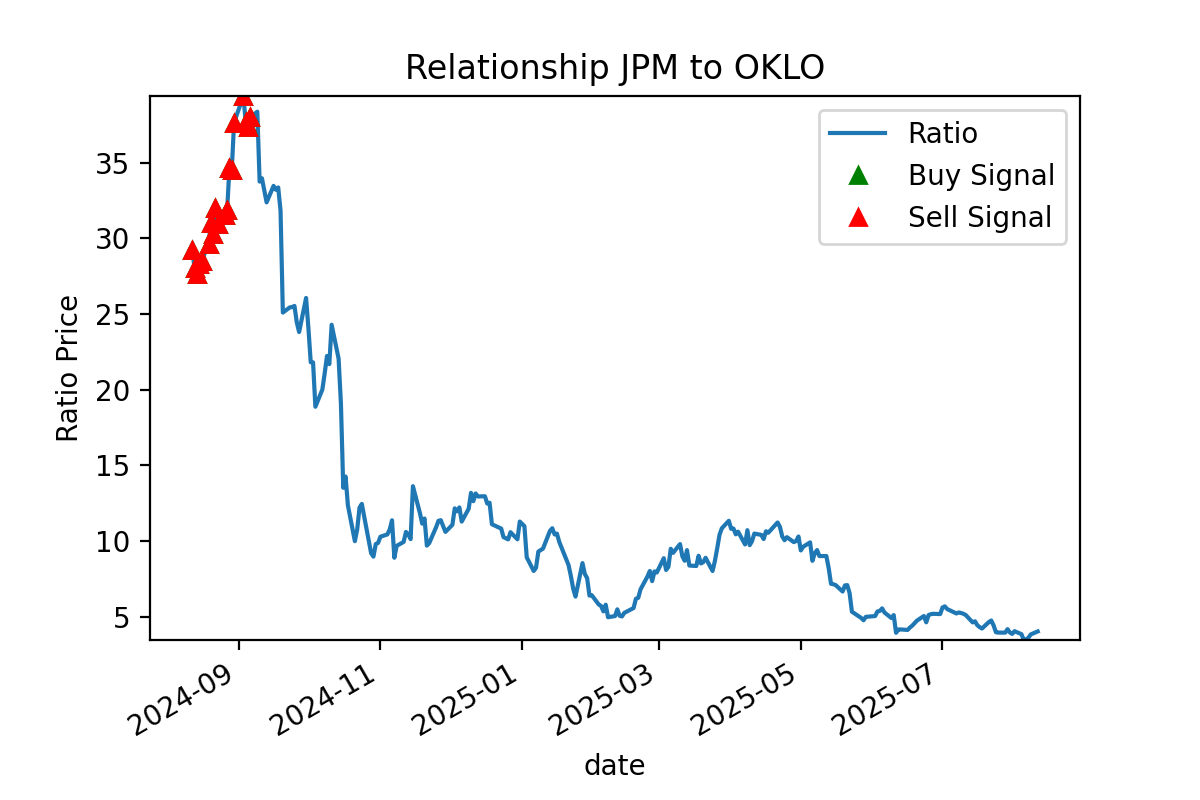 Relationship JPM to OKLO
Ratio
Buy Signal
Sell Signal
Ratio Price
35
30
25
20
15
10
5
2024-09
2024-11
2025-01
2025-03
2025-05
2025-07
date